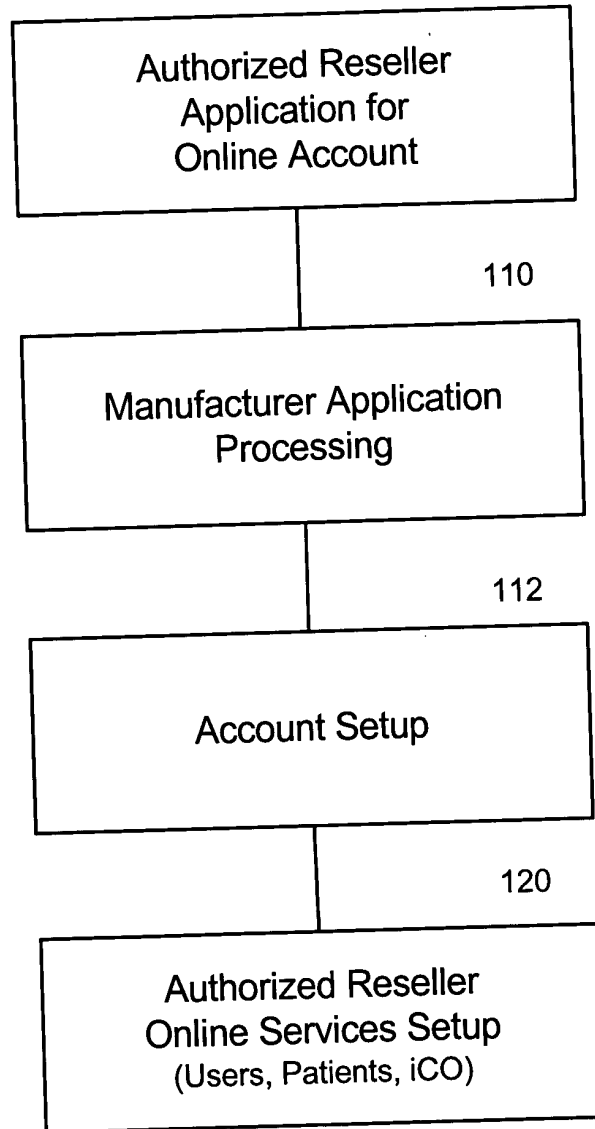 Authorized Reseller
Application for
Online Account
110
Manufacturer Application
Processing
112
Account Setup
120
Authorized Reseller
Online Services Setup
(Users, Patients, iCO)